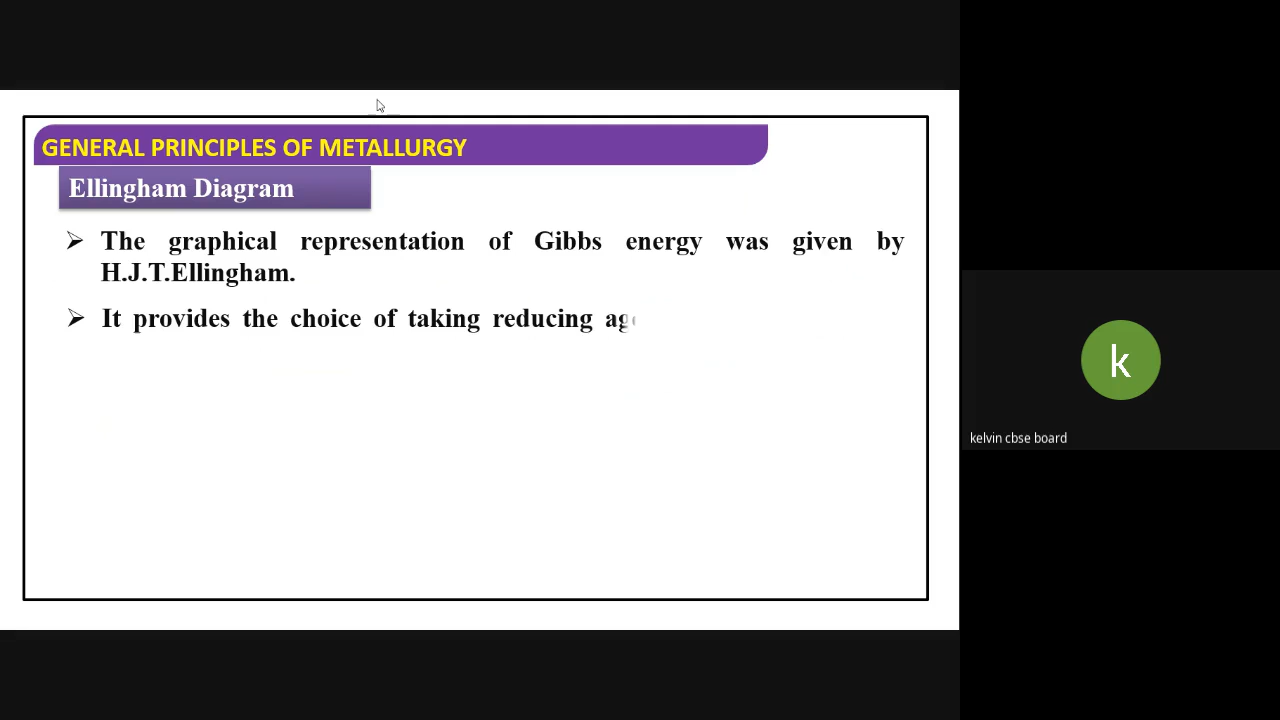 GENERAL PRINCIPLES OF METALLURGY
Ellingham Diagram
The graphical representation of Gibbs energy was given by
H.J.T.Ellingham.
It provides the choice of taking reducing
k
kelvin cbse board